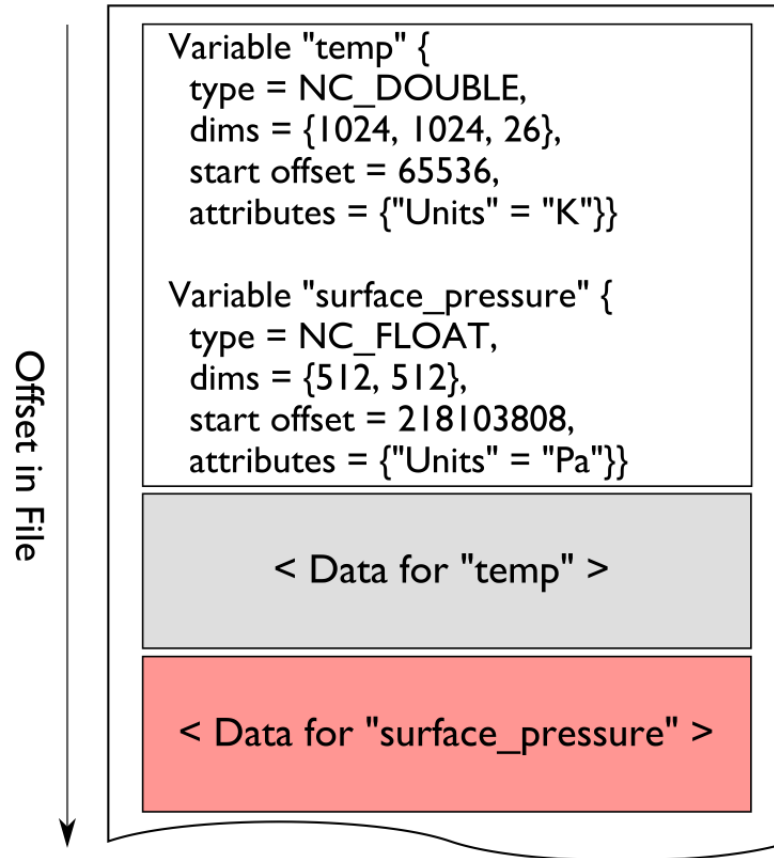 Variable "temp" {
type = NC_DOUBLE,
dims = {1024, 1024, 26},
start offset = 65536,
attributes = {"Units" = "K"}}
Variable "surface_pressure" {
type = NC_FLOAT,
dims = {512, 512},
start offset = 218103808,
attributes = {"Units" = "Pa"}}
Offset in File
< Data for "temp" >
< Data for "surface_pressure" >